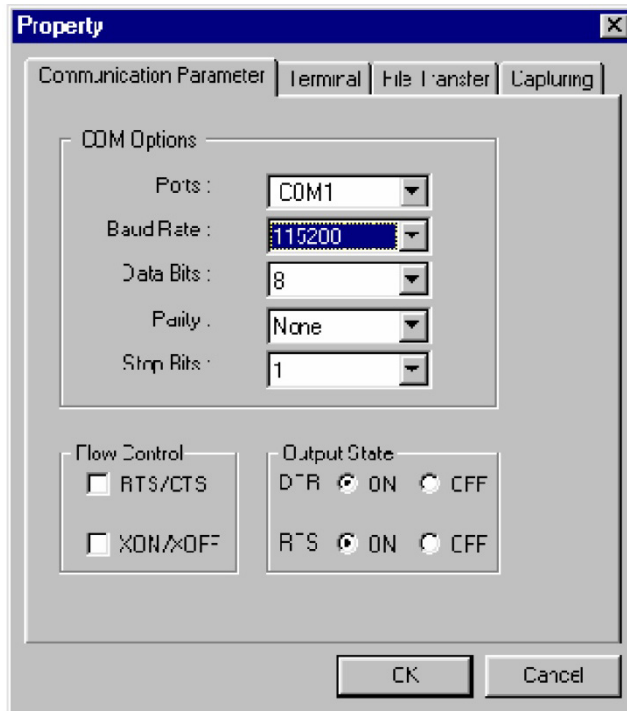 Property
Communication Parameter Terminal File Transfer Capturing
COM Options
Ports : COM1
Baud Rate : 115200
Data Bits : 8
Parity : None
Stop Bits : 1
Flow Control Output State
RTS/CTS DTR ON OFF
XON/XOFF RTS ON OFF
OK Cancel